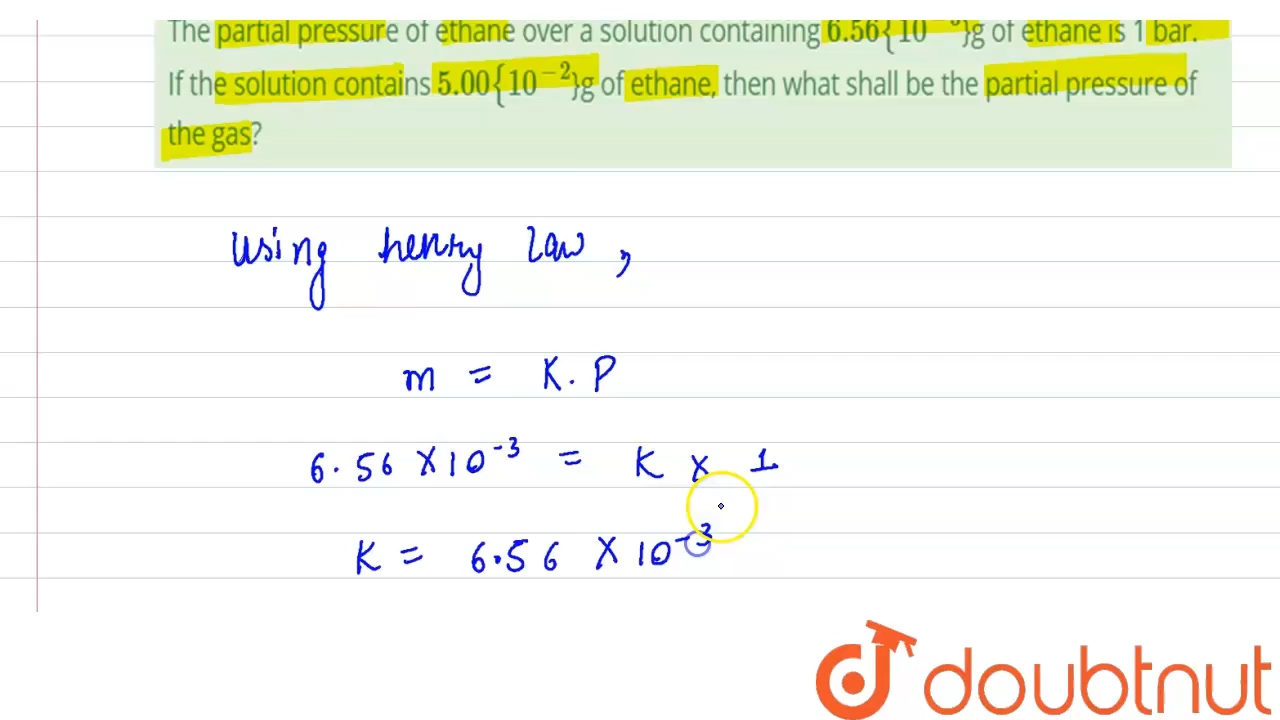 The partial pressure of ethane over a solution containing 6.56{10⁻³}g of ethane is 1 bar.
If the solution contains 5.00{10⁻²}g of ethane, then what shall be the partial pressure of
the gas?
Using henry law,
m = K. P
6.56 X 10⁻³ = K X 1
K = 6.56 X 10⁻³
doubtnut